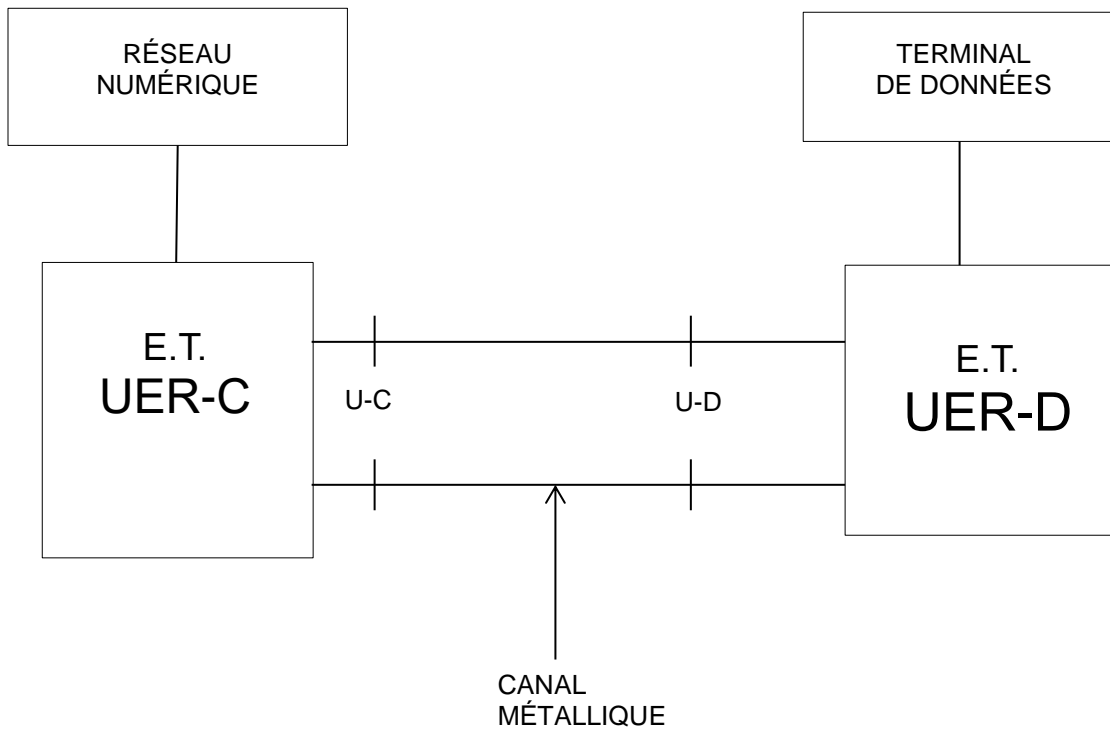 RÉSEAU
NUMÉRIQUE
TERMINAL
DE DONNÉES
E.T.
UER-C
U-C
U-D
E.T.
UER-D
CANAL
MÉTALLIQUE